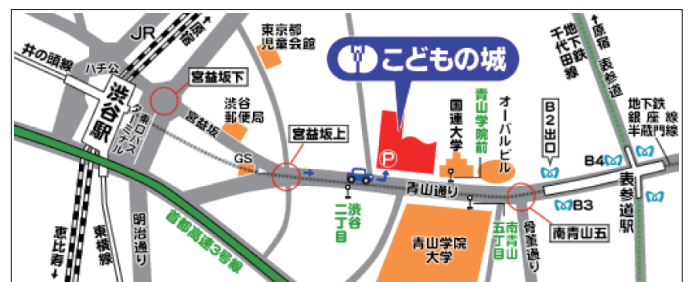 JR
↑原宿
井の頭線
ハチ公
渋谷駅
東口バス
ターミナル
宮益坂下
東京都
児童会館
渋谷
郵便局
宮益坂
GS
宮益坂上
こどもの城
P
国連大学
青山学院前
オーバルビル
B2出口
↑原宿
地下鉄
千代田線
表参道
地下鉄
銀座線
半蔵門線
B4
B3
表参道駅
青山通り
渋谷
二丁目
青山学院
大学
南青山
五丁目
骨董通り
南青山五
首都高速3号線
明治通り
東横線
恵比寿↓